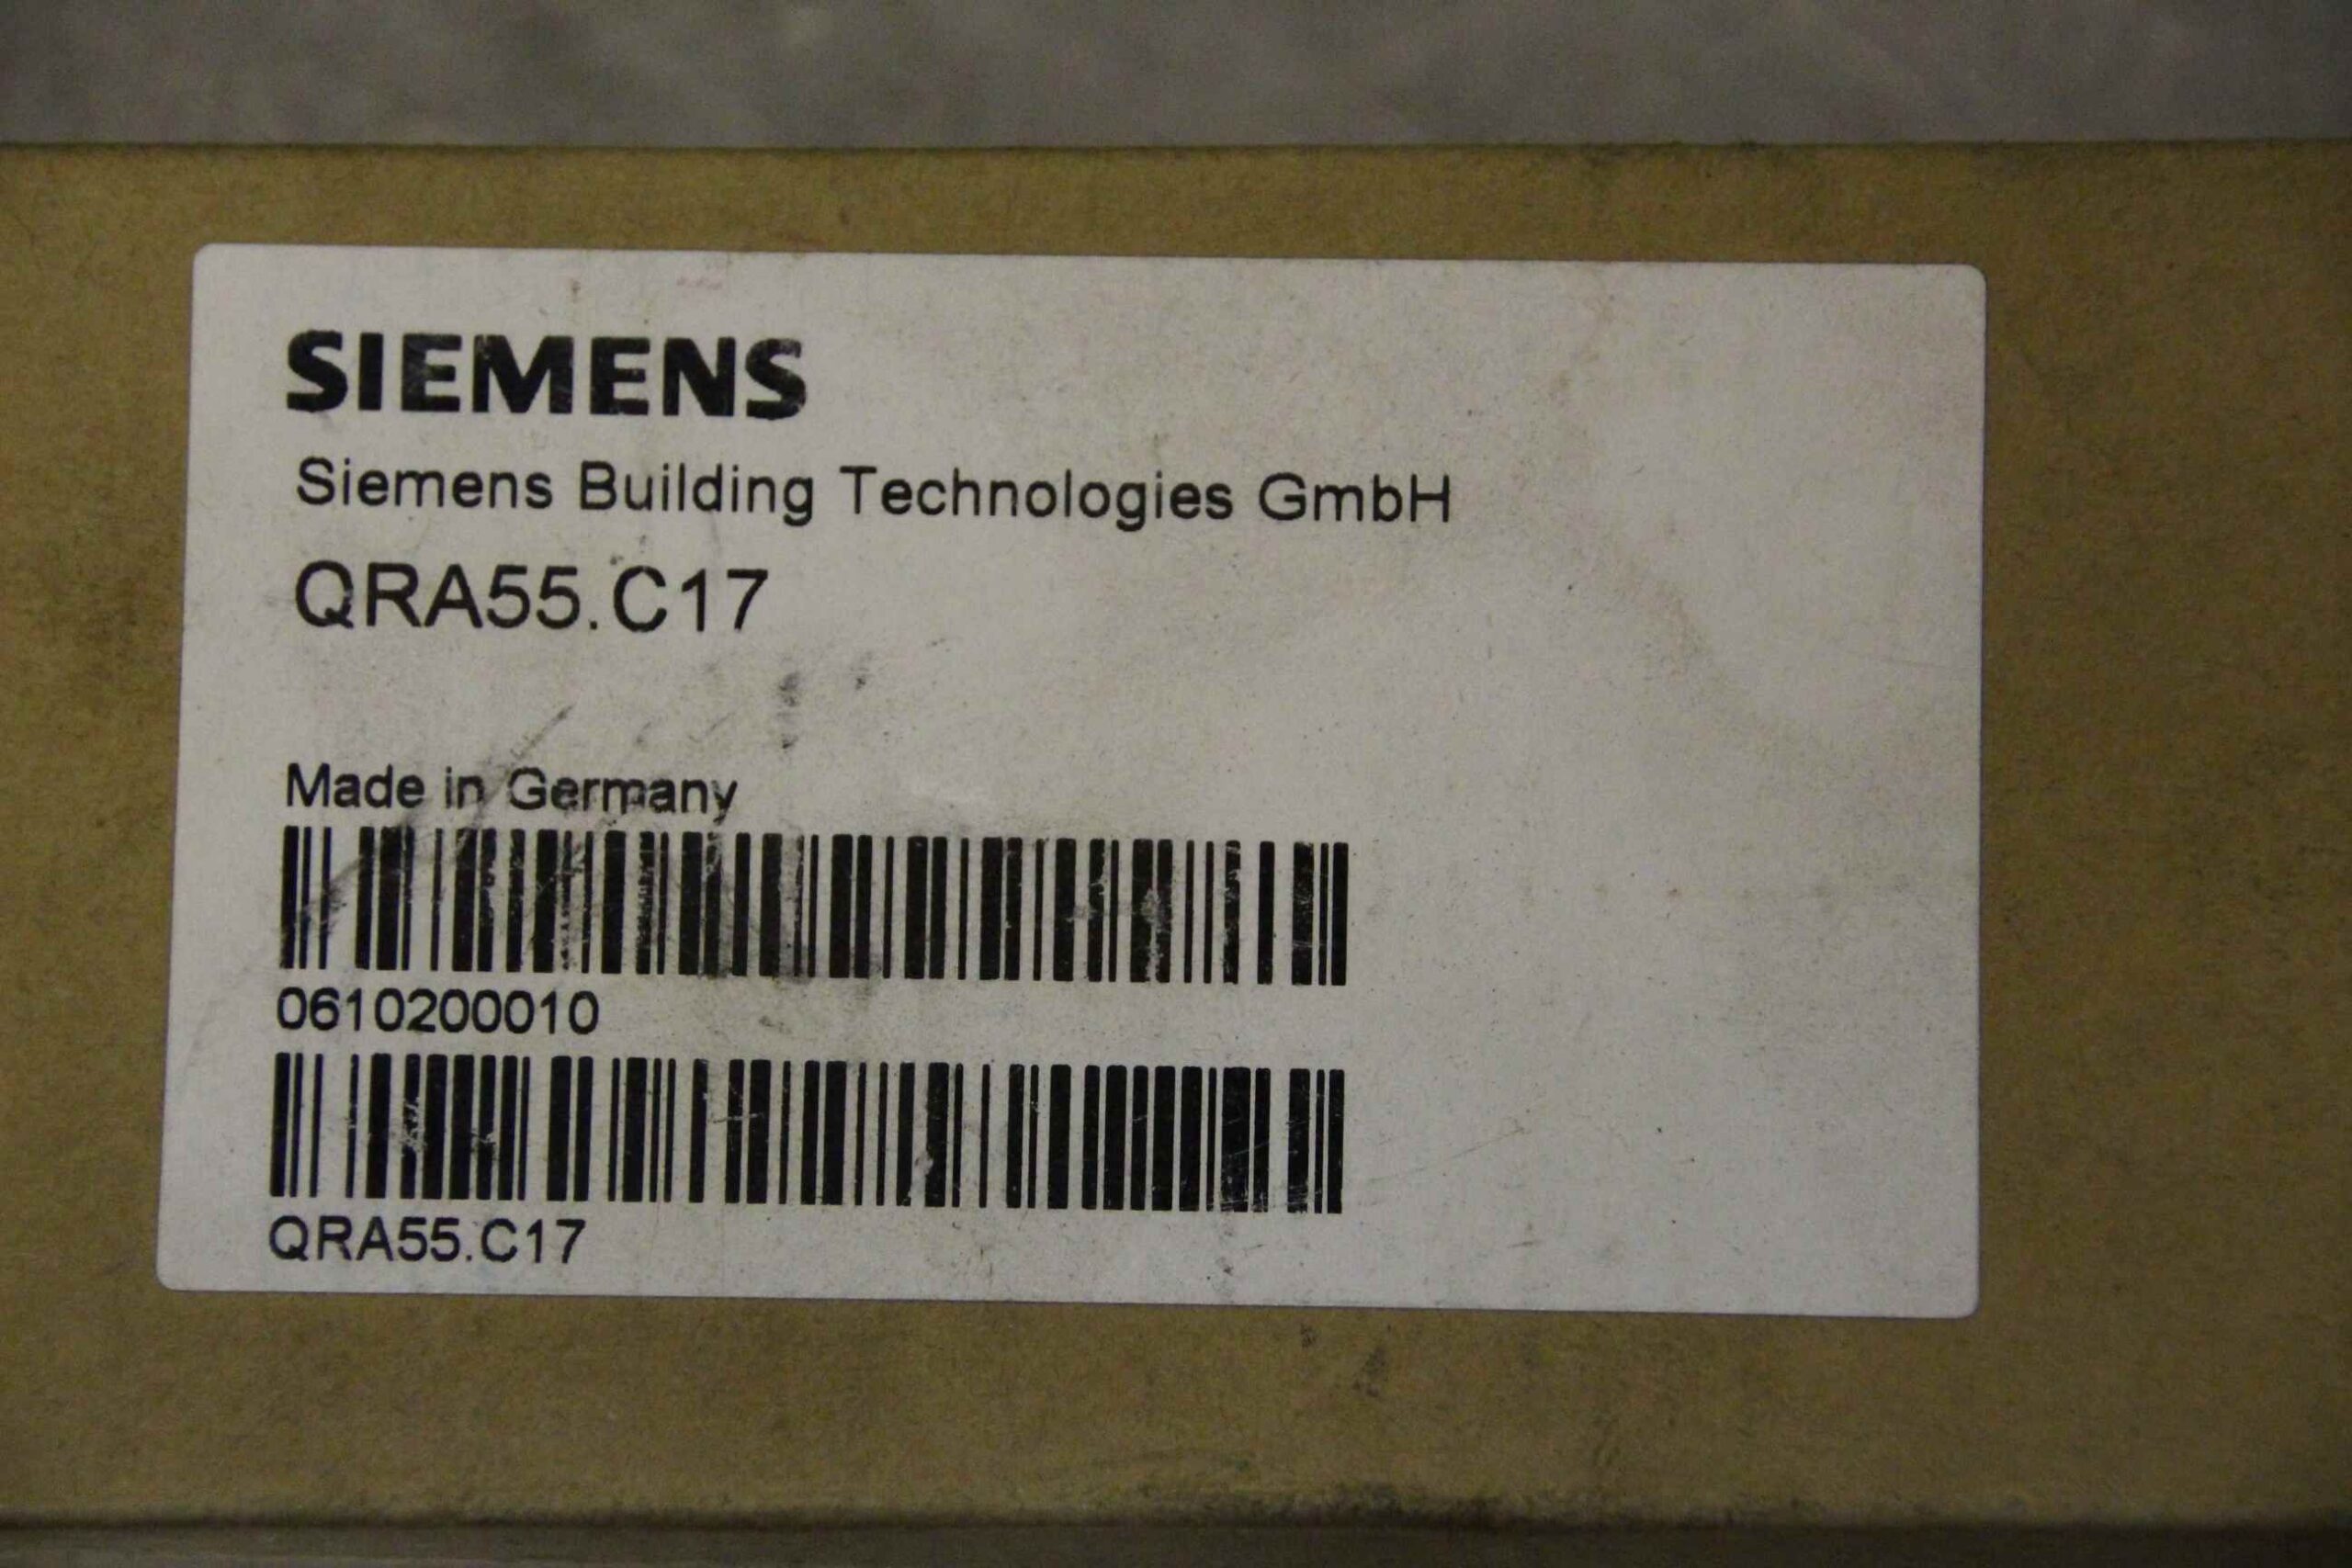 SIEMENS
Siemens Building Technologies GmbH
QRA55.C17
Made in Germany
0610200010
QRA55.C17